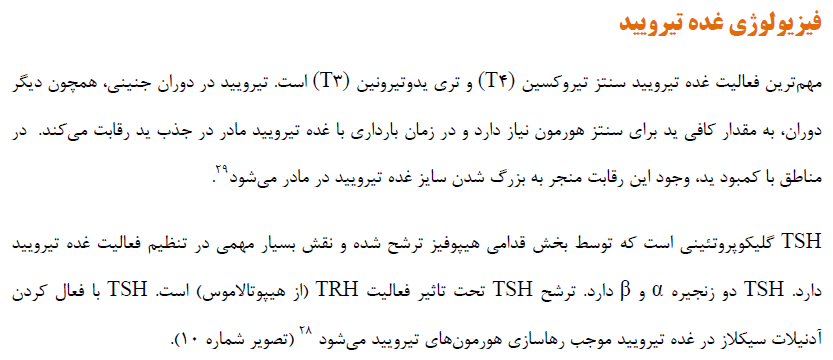 فیزیولوژی غده تیرویید
مهم‌ترین فعالیت غده تیرویید سنتز تیروکسین (T۴) و تری یدوتیرونین (T۳) است. تیرویید در دوران جنینی، همچون دیگر
دوران، به مقدار کافی ید برای سنتز هورمون نیاز دارد و در زمان بارداری با غده تیرویید مادر در جذب ید رقابت می‌کند. در
مناطق با کمبود ید، وجود این رقابت منجر به بزرگ شدن سایز غده تیرویید در مادر می‌شود۲۹.
TSH گلیکوپروتئینی است که توسط بخش قدامی هیپوفیز ترشح شده و نقش بسیار مهمی در تنظیم فعالیت غده تیرویید
دارد. TSH دو زنجیره α و β دارد. ترشح TSH تحت تاثیر فعالیت TRH (از هیپوتالاموس) است. TSH با فعال کردن
آدنیلات سیکلاز در غده تیرویید موجب رهاسازی هورمون‌های تیرویید می‌شود ۲۸ (تصویر شماره ۱۰).